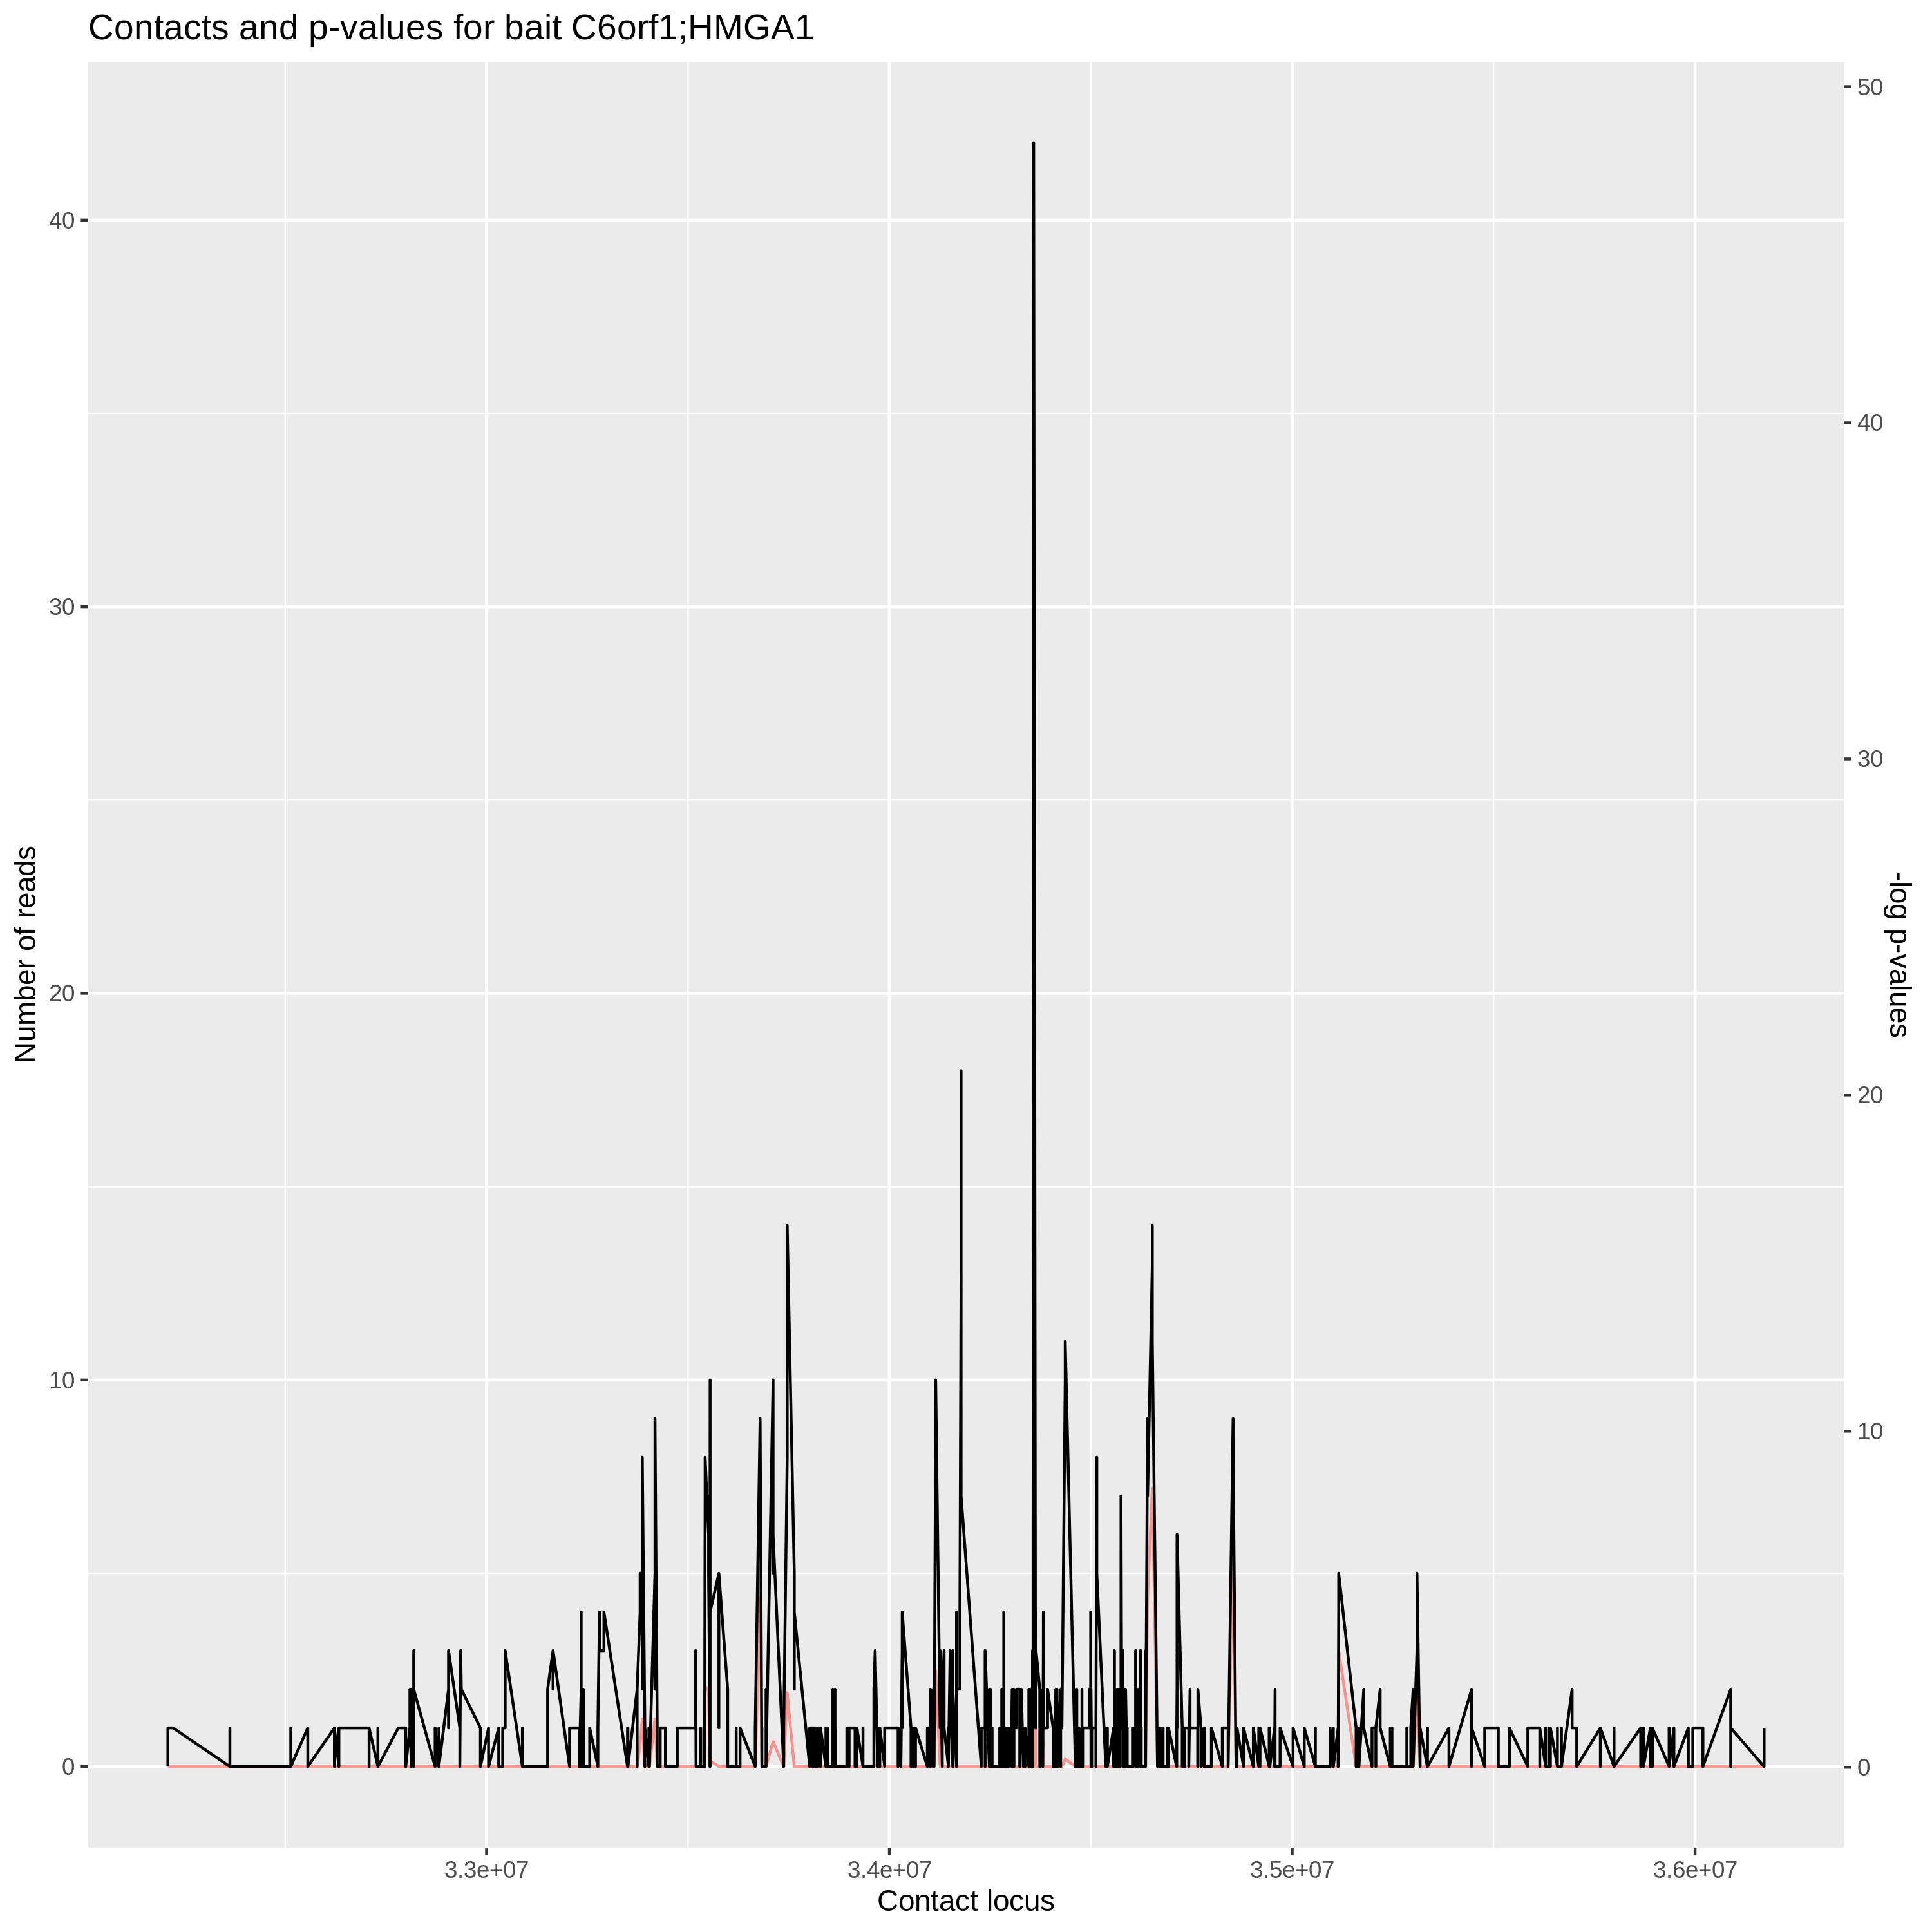 Contacts and p-values for bait C6orf1;HMGA1
50
40
40
30
30
20
20
10
10
0
0
Number of reads
-log p-values
3.3e+07 3.4e+07 3.5e+07 3.6e+07
Contact locus